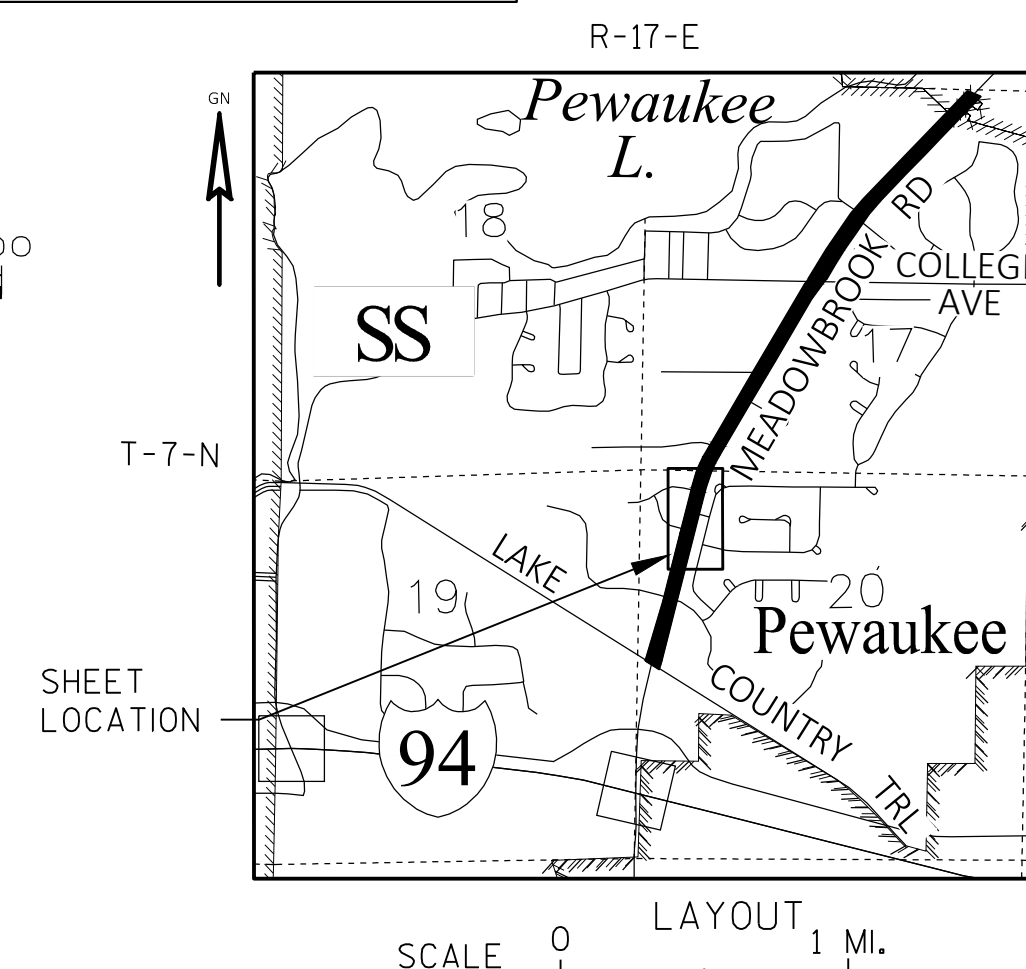 R-17-E
GN
Pewaukee
L.
18
RD
COLLEGE
AVE
MEADOWBROOK
SS
17
T-7-N
LAKE
19
20
Pewaukee
SHEET
LOCATION
COUNTRY
94
TRL
LAYOUT
SCALE
0
1 MI.